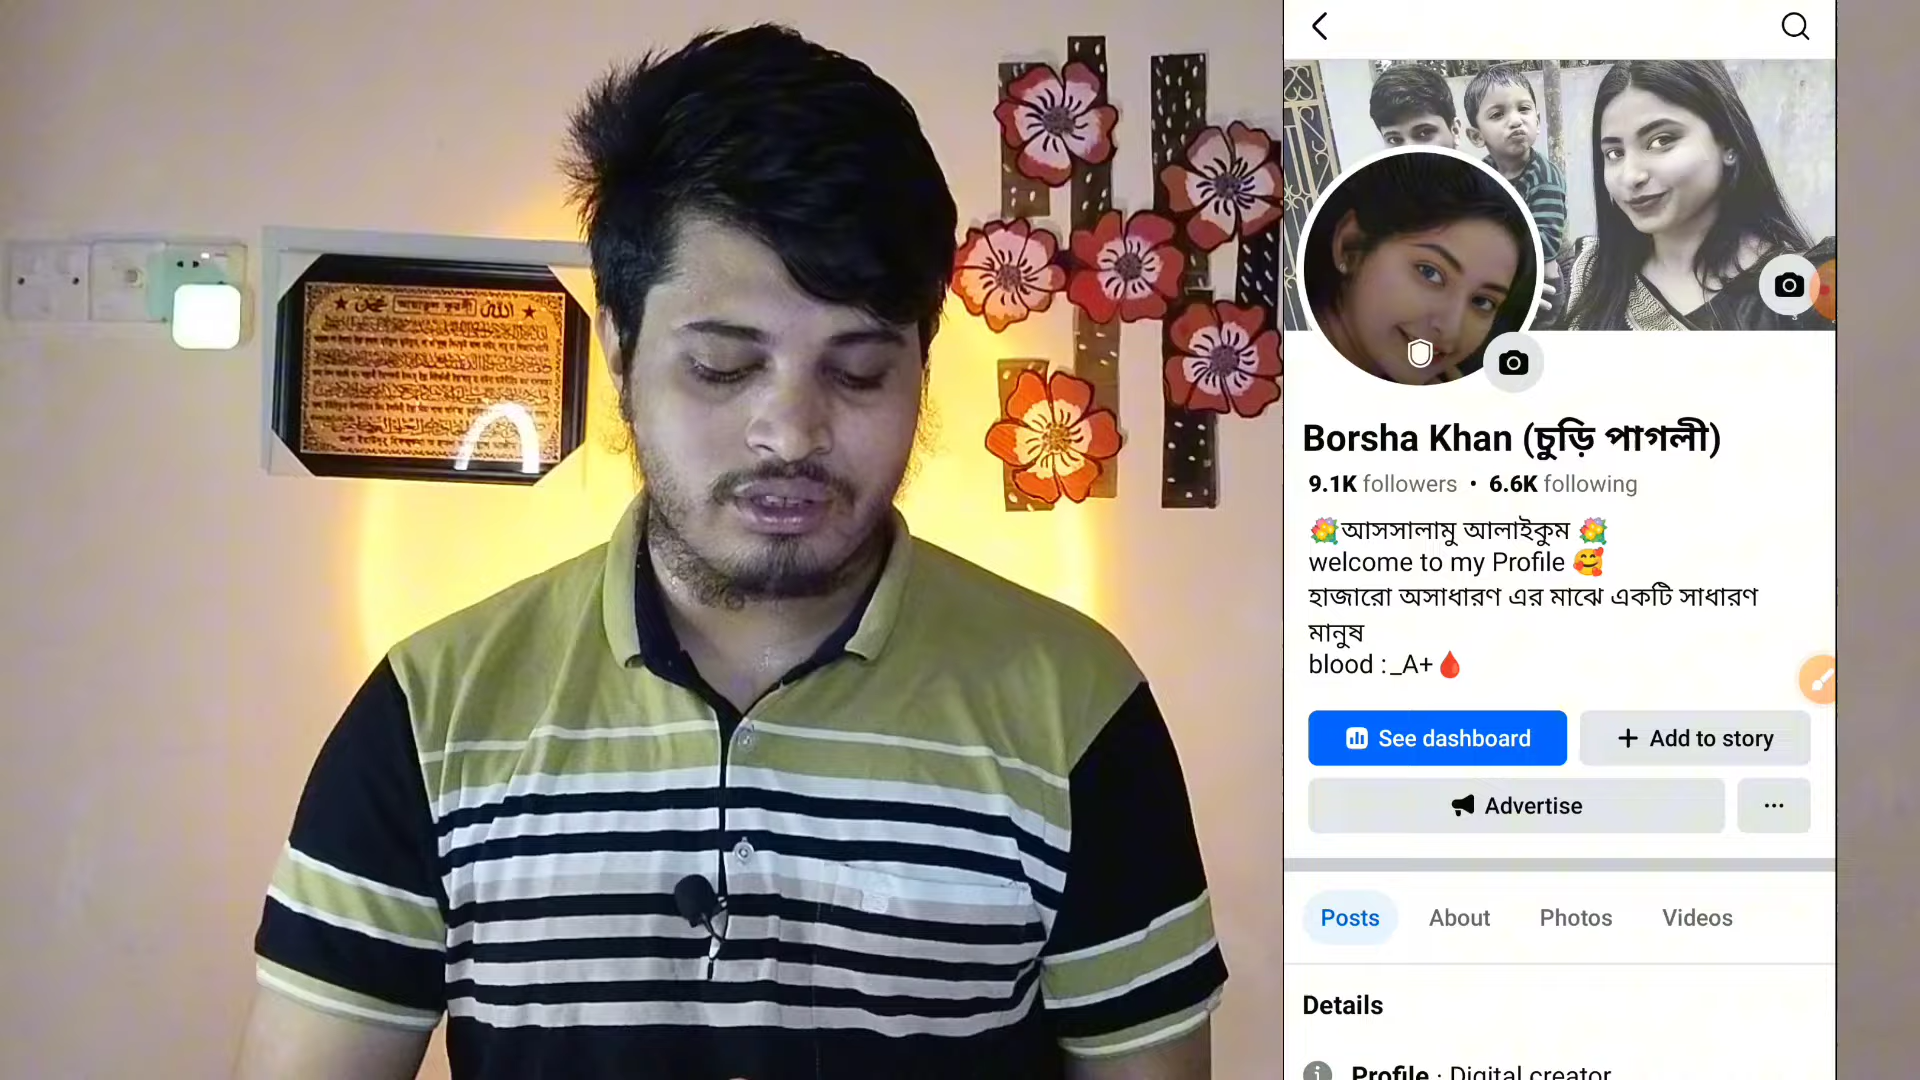 Borsha Khan (চুড়ি পাগলী)
9.1K followers • 6.6K following
💐আসসালামু আলাইকুম 💐
welcome to my Profile 🥰
হাজারো অসাধারণ এর মাঝে একটি সাধারণ
মানুষ
blood :_A+🩸
See dashboard
+ Add to story
Advertise
...
Posts About Photos Videos
Details
Profile · Digital creator